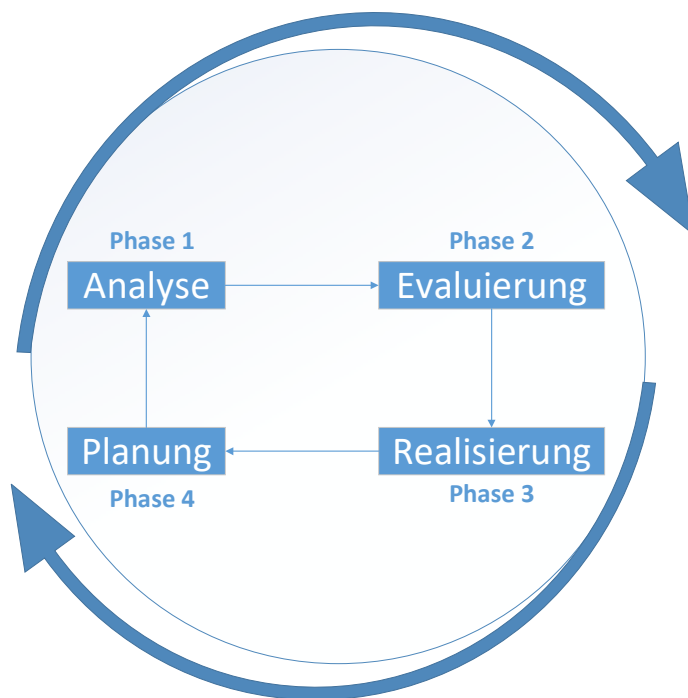 Phase 1
Phase 2
Analyse
Evaluierung
Planung
Realisierung
Phase 4
Phase 3